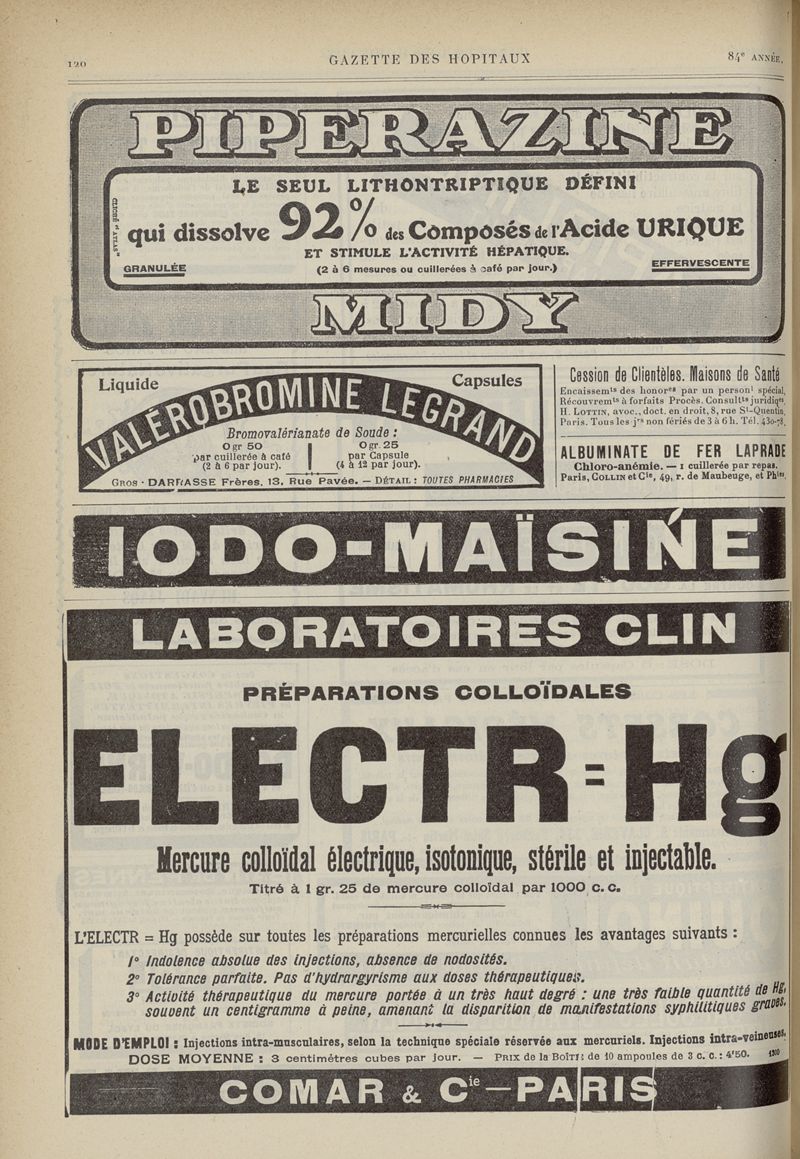 120
GAZETTE DES HOPITAUX
84e ANNÉE.
PIPERAZINE
LE SEUL LITHONTRIPTIQUE DÉFINI
qui dissolve 92% des Composés de l'Acide URIQUE
ET STIMULE L'ACTIVITÉ HÉPATIQUE.
GRANULÉE
(2 à 6 mesures ou cuillerées à café par jour.)
EFFERVESCENTE
MIDY
Liquide
Capsules
VALÉROBROMINE LEGRAND
Bromovalérianate de Soude :
0 gr 50
par cuillerée à café
(2 à 6 par jour).
0 gr. 25
par Capsule
(4 à 12 par jour).
GROS · DARRASSE Frères, 13, Rue Pavée. — DÉTAIL : TOUTES PHARMACIES
Cession de Clientèles. Maisons de Santé
Encaissemts des honorres par un personl spécial,
Récouvremts à forfaits Procès. Consultts juridiqes
H. LOTTIN, avoc., doct. en droit, 8, rue St-Quentin,
Paris. Tous les jrs non fériés de 3 à 6 h. Tél. 430-78.
ALBUMINATE DE FER LAPRADE
Chloro-anémie. — 1 cuillerée par repas.
Paris, COLLIN et Cie, 49, r. de Maubeuge, et Phies.
IODO-MAÏSINE
LABORATOIRES CLIN
PRÉPARATIONS COLLOÏDALES
ELECTR=Hg
Mercure colloïdal électrique, isotonique, stérile et injectable.
Titré à 1 gr. 25 de mercure colloïdal par 1000 c. c.
L'ELECTR = Hg possède sur toutes les préparations mercurielles connues les avantages suivants :
1° Indolence absolue des injections, absence de nodosités.
2° Tolérance parfaite. Pas d'hydrargyrisme aux doses thérapeutiques.
3° Activité thérapeutique du mercure portée à un très haut degré : une très faible quantité de Hg,
souvent un centigramme à peine, amenant la disparition de manifestations syphilitiques graves.
MODE D'EMPLOI : Injections intra-musculaires, selon la technique spéciale réservée aux mercuriels. Injections intra-veineuses.
DOSE MOYENNE : 3 centimètres cubes par jour. — PRIX de la BOÎTE de 10 ampoules de 3 c. c. : 4f50. 1300
COMAR & Cie—PARIS